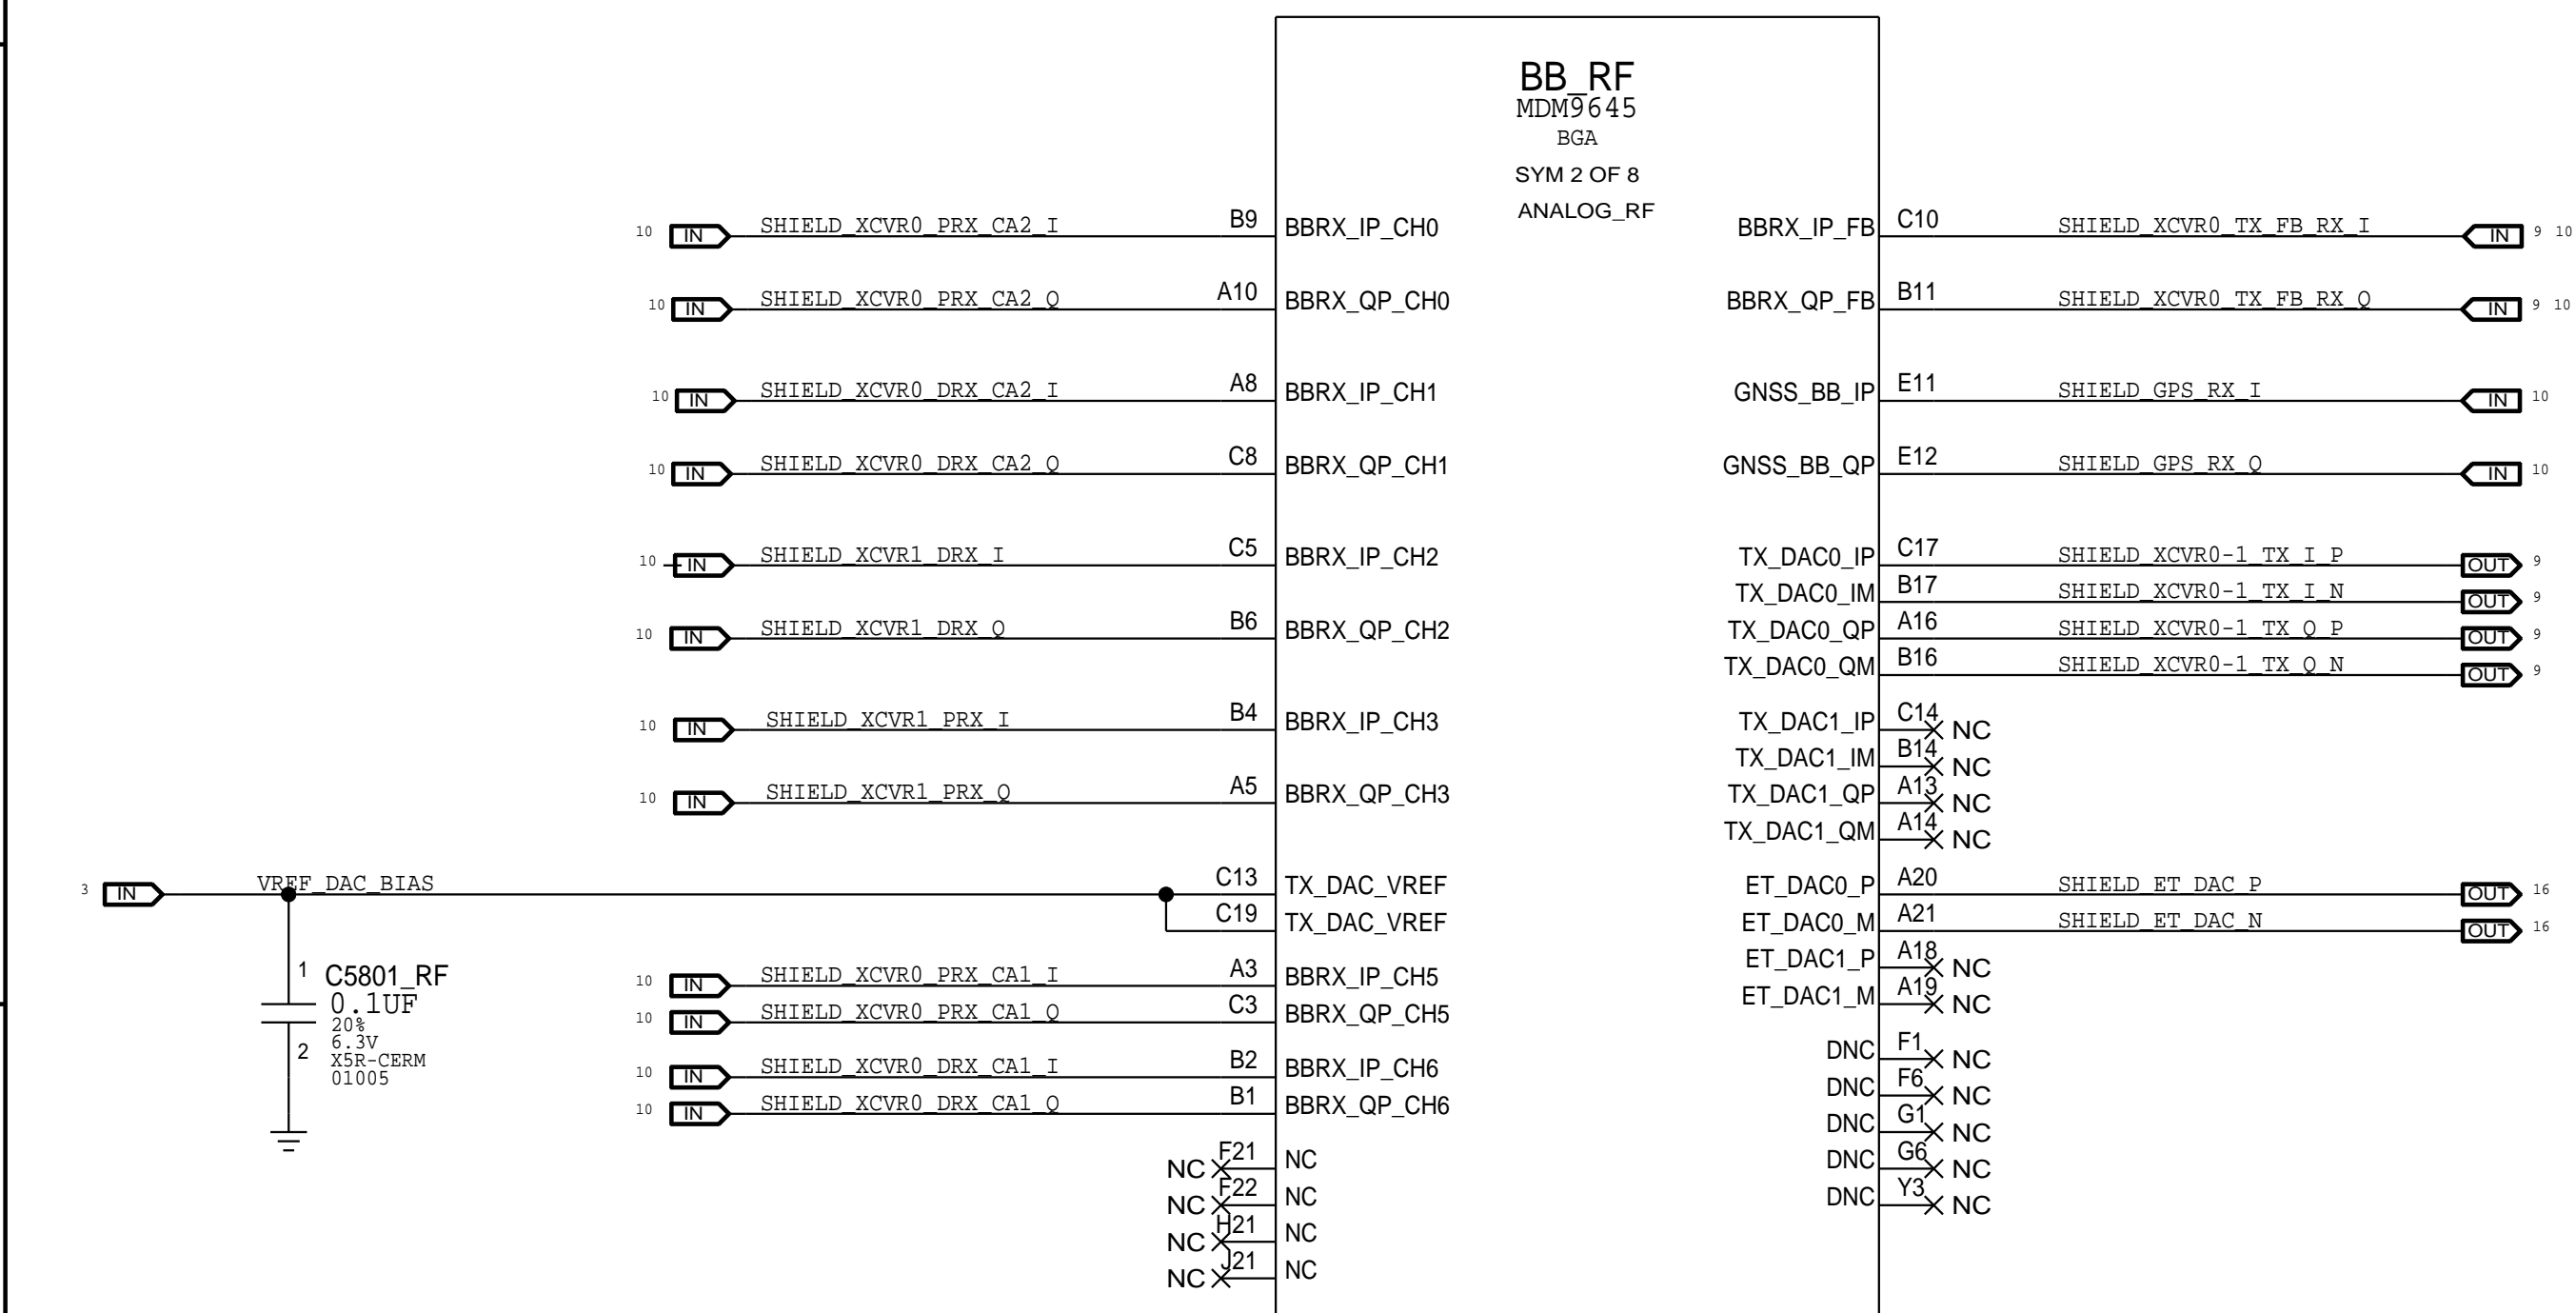 BB_RF
MDM9645
BGA
SYM 2 OF 8
ANALOG_RF
10 IN SHIELD_XCVR0_PRX_CA2_I B9 BBRX_IP_CH0
10 IN SHIELD_XCVR0_PRX_CA2_Q A10 BBRX_QP_CH0
10 IN SHIELD_XCVR0_DRX_CA2_I A8 BBRX_IP_CH1
10 IN SHIELD_XCVR0_DRX_CA2_Q C8 BBRX_QP_CH1
10 IN SHIELD_XCVR1_DRX_I C5 BBRX_IP_CH2
10 IN SHIELD_XCVR1_DRX_Q B6 BBRX_QP_CH2
10 IN SHIELD_XCVR1_PRX_I B4 BBRX_IP_CH3
10 IN SHIELD_XCVR1_PRX_Q A5 BBRX_QP_CH3
3 IN VREF_DAC_BIAS C13 TX_DAC_VREF
C19 TX_DAC_VREF
1 C5801_RF
0.1UF
20%
6.3V
2 X5R-CERM
01005
10 IN SHIELD_XCVR0_PRX_CA1_I A3 BBRX_IP_CH5
10 IN SHIELD_XCVR0_PRX_CA1_Q C3 BBRX_QP_CH5
10 IN SHIELD_XCVR0_DRX_CA1_I B2 BBRX_IP_CH6
10 IN SHIELD_XCVR0_DRX_CA1_Q B1 BBRX_QP_CH6
NC F21 NC
NC F22 NC
NC H21 NC
NC J21 NC
BBRX_IP_FB C10 SHIELD_XCVR0_TX_FB_RX_I IN 9 10
BBRX_QP_FB B11 SHIELD_XCVR0_TX_FB_RX_Q IN 9 10
GNSS_BB_IP E11 SHIELD_GPS_RX_I IN 10
GNSS_BB_QP E12 SHIELD_GPS_RX_Q IN 10
TX_DAC0_IP C17 SHIELD_XCVR0-1_TX_I_P OUT 9
TX_DAC0_IM B17 SHIELD_XCVR0-1_TX_I_N OUT 9
TX_DAC0_QP A16 SHIELD_XCVR0-1_TX_Q_P OUT 9
TX_DAC0_QM B16 SHIELD_XCVR0-1_TX_Q_N OUT 9
TX_DAC1_IP C14 NC
TX_DAC1_IM B14 NC
TX_DAC1_QP A13 NC
TX_DAC1_QM A14 NC
ET_DAC0_P A20 SHIELD_ET_DAC_P OUT 16
ET_DAC0_M A21 SHIELD_ET_DAC_N OUT 16
ET_DAC1_P A18 NC
ET_DAC1_M A19 NC
DNC F1 NC
DNC F6 NC
DNC G1 NC
DNC G6 NC
DNC Y3 NC